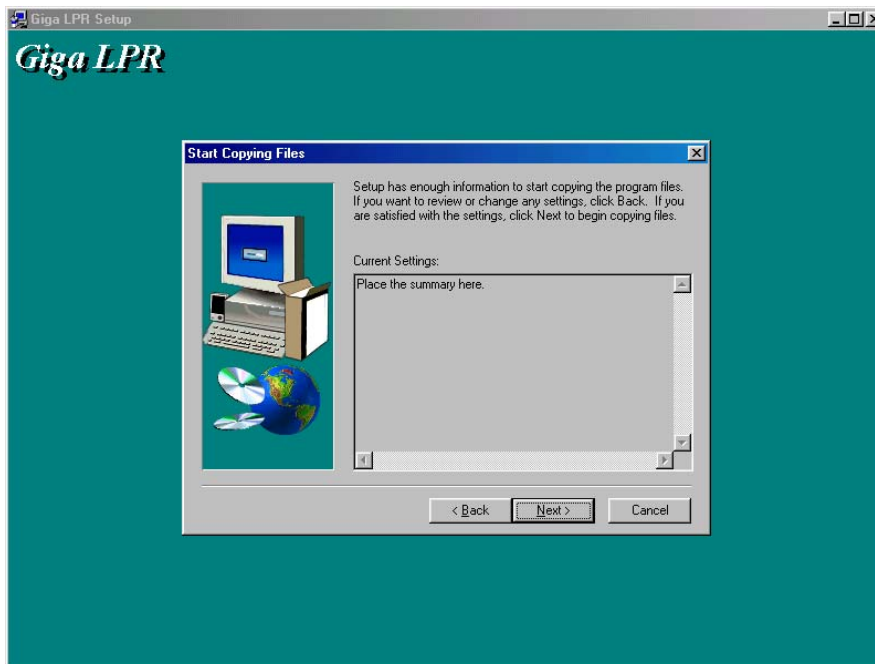 Giga LPR Setup
Giga LPR
Start Copying Files
Setup has enough information to start copying the program files.
If you want to review or change any settings, click Back.  If you
are satisfied with the settings, click Next to begin copying files.
Current Settings:
Place the summary here.
< Back
Next >
Cancel